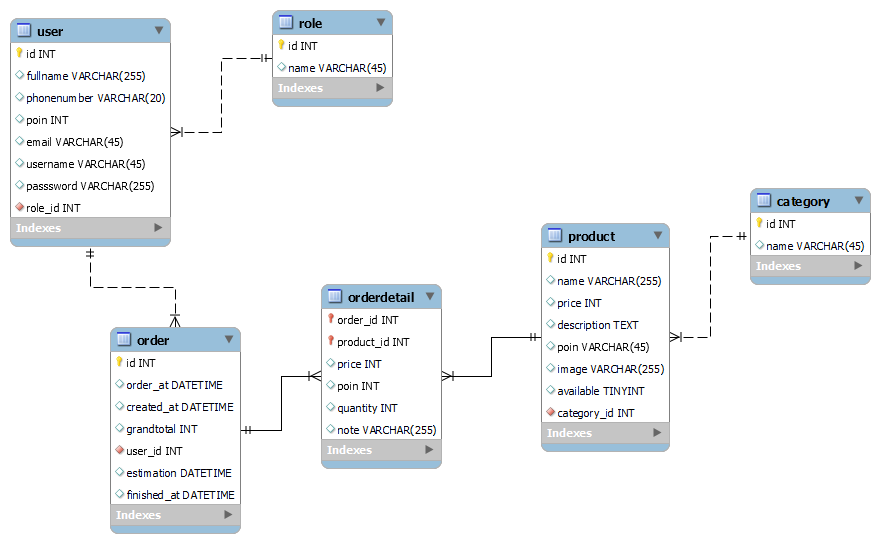 user
id INT
fullname VARCHAR(255)
phonenumber VARCHAR(20)
poin INT
email VARCHAR(45)
username VARCHAR(45)
passsword VARCHAR(255)
role_id INT
Indexes
role
id INT
name VARCHAR(45)
Indexes
order
id INT
order_at DATETIME
created_at DATETIME
grandtotal INT
user_id INT
estimation DATETIME
finished_at DATETIME
Indexes
orderdetail
order_id INT
product_id INT
price INT
poin INT
quantity INT
note VARCHAR(255)
Indexes
product
id INT
name VARCHAR(255)
price INT
description TEXT
poin VARCHAR(45)
image VARCHAR(255)
available TINYINT
category_id INT
Indexes
category
id INT
name VARCHAR(45)
Indexes